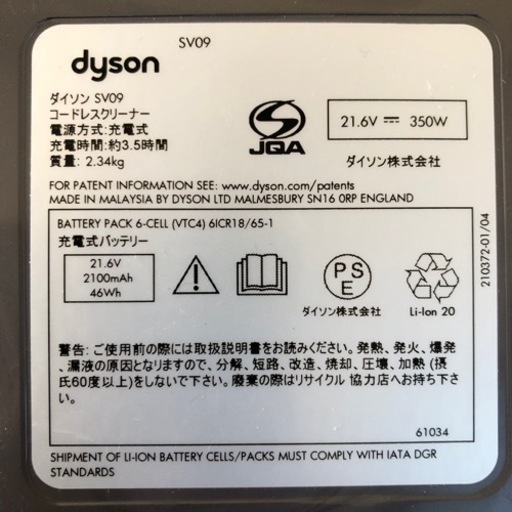 SV09
dyson
ダイソン SV09
コードレスクリーナー
電源方式:充電式
充電時間:約3.5時間
質量: 2.34kg
JQA
21.6V ⎓ 350W
ダイソン株式会社
FOR PATENT INFORMATION SEE: www.dyson.com/patents
MADE IN MALAYSIA BY DYSON LTD MALMESBURY SN16 0RP ENGLAND
BATTERY PACK 6-CELL (VTC4) 6ICR18/65-1
充電式バッテリー
21.6V
2100mAh
46Wh
PS
E
ダイソン株式会社
Li-Ion 20
210372-01/04
警告: ご使用前の際には取扱説明書をお読みください。発熱、発火、爆発
、漏液の原因となりますので、分解、短路、改造、焼却、圧壊、加熱 (摂
氏60度以上)をしないで下さい。廃棄の際はリサイクル 協力店へお持ち下さ
い。
61034
SHIPMENT OF LI-ION BATTERY CELLS/PACKS MUST COMPLY WITH IATA DGR
STANDARDS